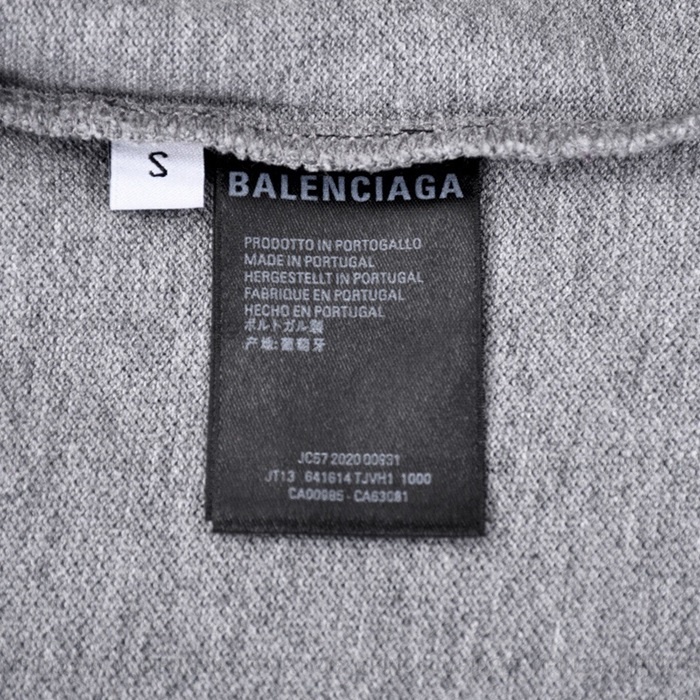 S
BALENCIAGA
PRODOTTO IN PORTOGALLO
MADE IN PORTUGAL
HERGESTELLT IN PORTUGAL
FABRIQUE EN PORTUGAL
HECHO EN PORTUGAL
ポルトガル製
产地:葡萄牙
JC57 2020 00931
JT13 641614 TJVH1 1000
CA00985 - CA63081